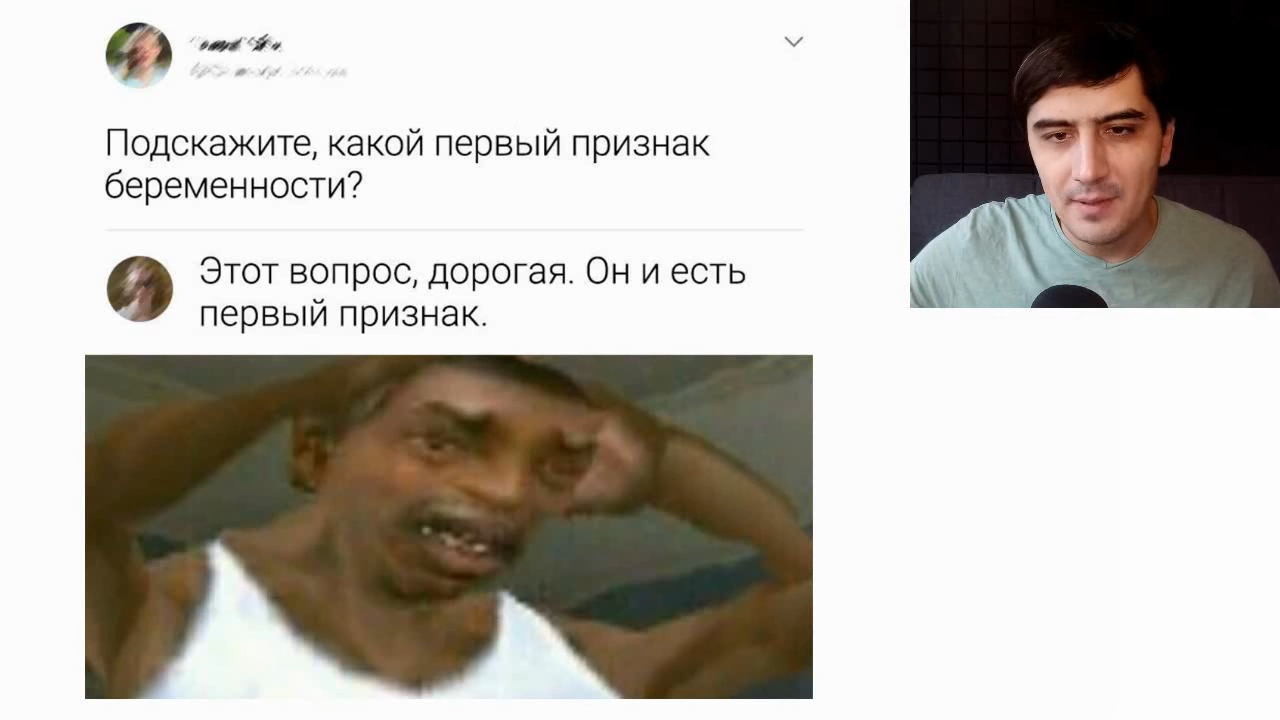 Подскажите, какой первый признак
беременности?
Этот вопрос, дорогая. Он и есть
первый признак.